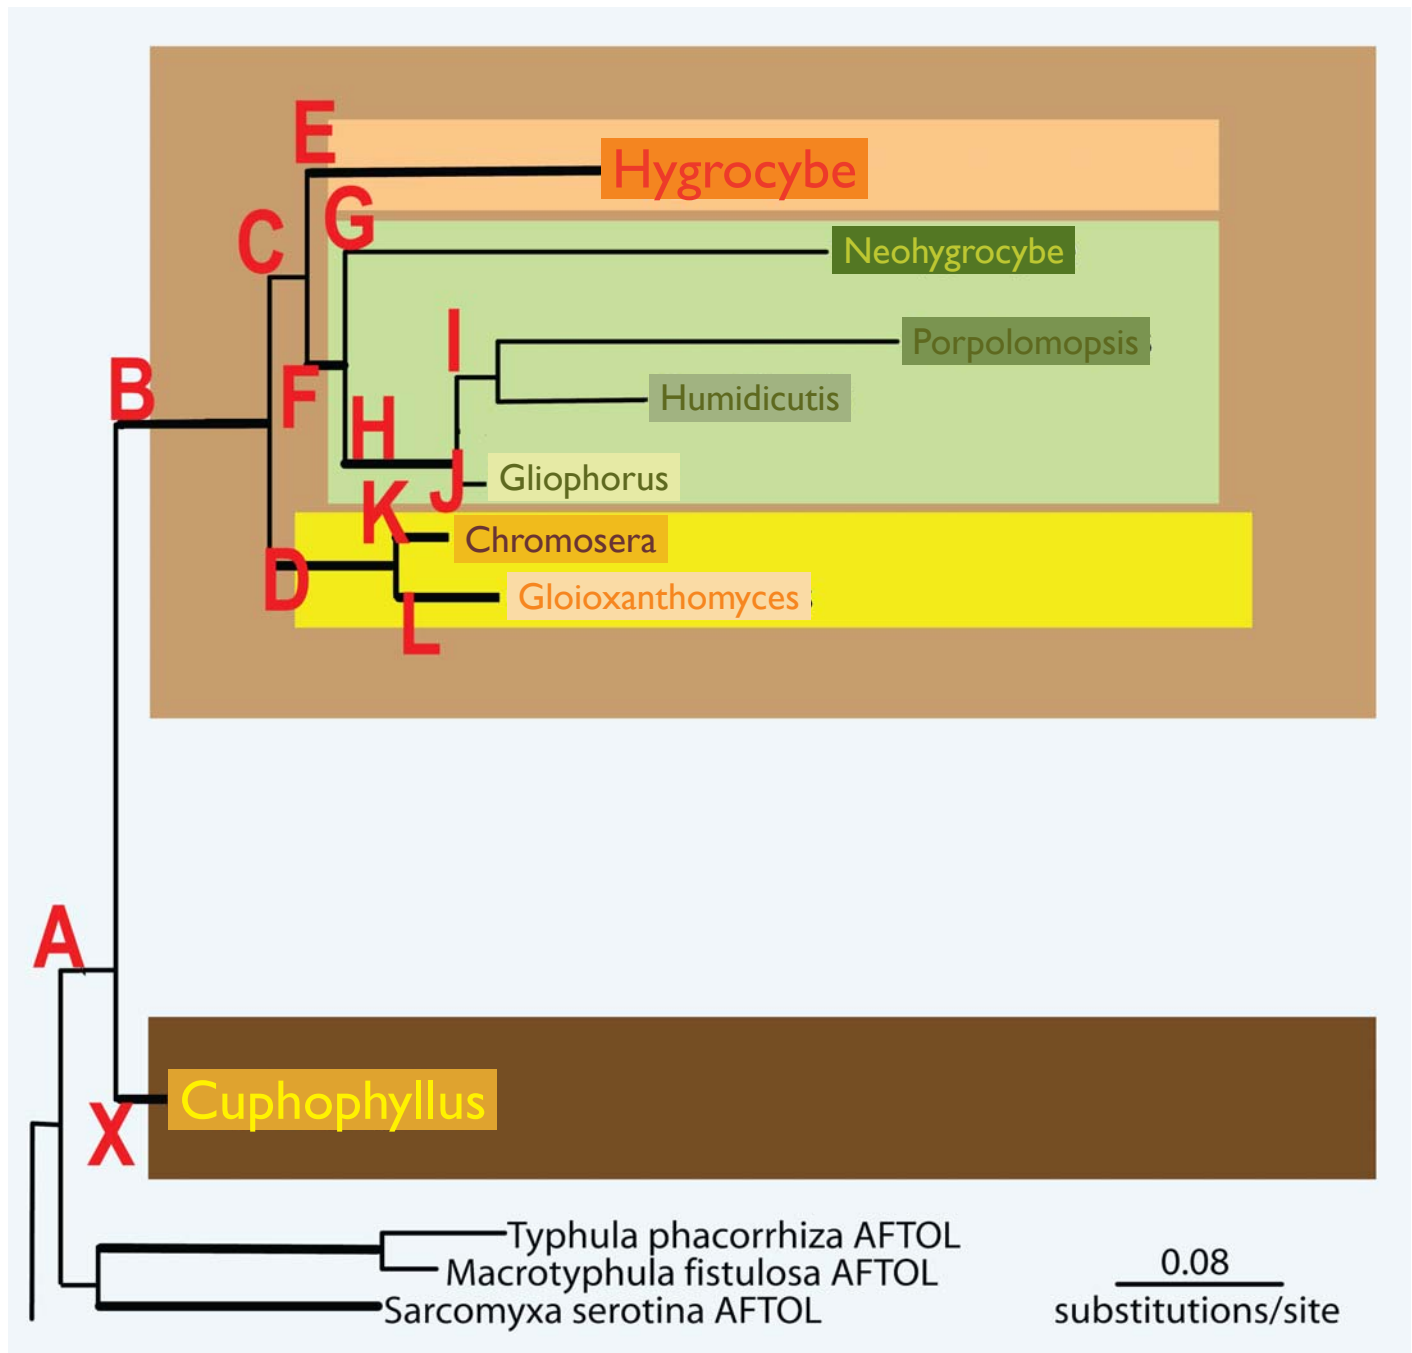 E
Hygrocybe
G
C
Neohygrocybe
I
Porpolomopsis
B
F
Humidicutis
H
J
Gliophorus
K
Chromosera
D
Gloioxanthomyces
L
A
Cuphophyllus
X
Typhula phacorrhiza AFTOL
Macrotyphula fistulosa AFTOL
Sarcomyxa serotina AFTOL
0.08
substitutions/site